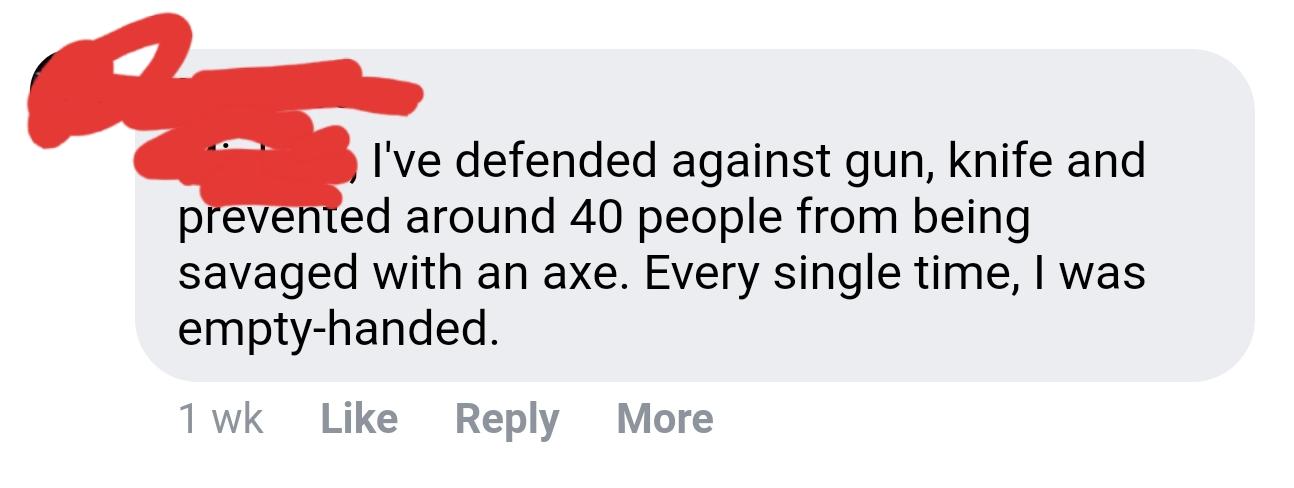 , I've defended against gun, knife and
prevented around 40 people from being
savaged with an axe. Every single time, I was
empty-handed.
1 wk Like Reply More